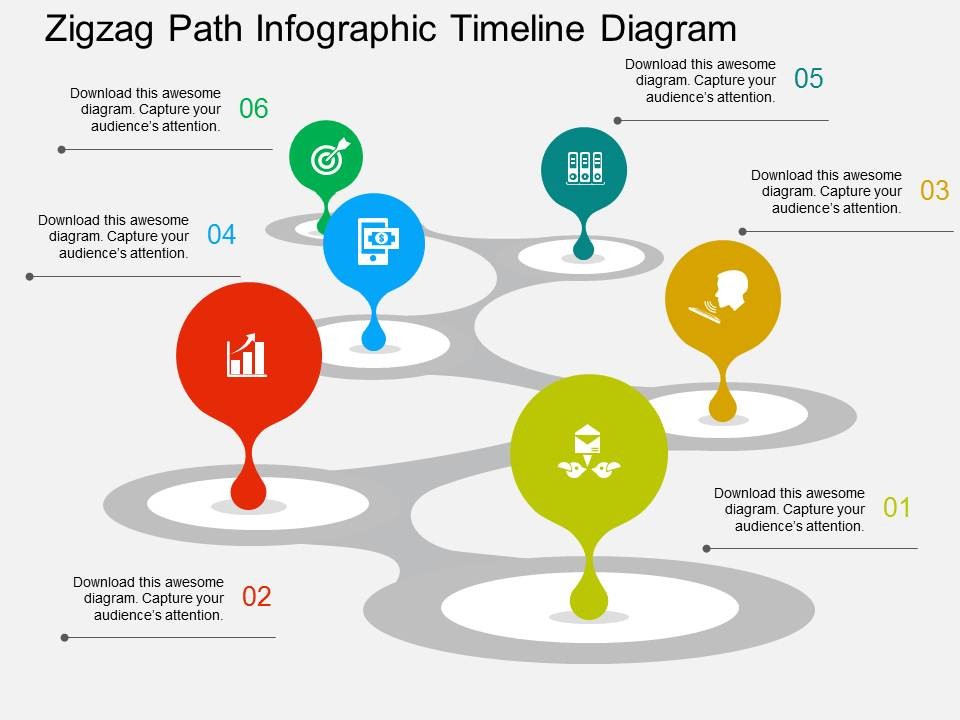 Zigzag Path Infographic Timeline Diagram
Download this awesome
diagram. Capture your
audience's attention.
06
Download this awesome
diagram. Capture your
audience's attention.
05
Download this awesome
diagram. Capture your
audience's attention.
04
Download this awesome
diagram. Capture your
audience's attention.
03
Download this awesome
diagram. Capture your
audience's attention.
01
Download this awesome
diagram. Capture your
audience's attention.
02
$